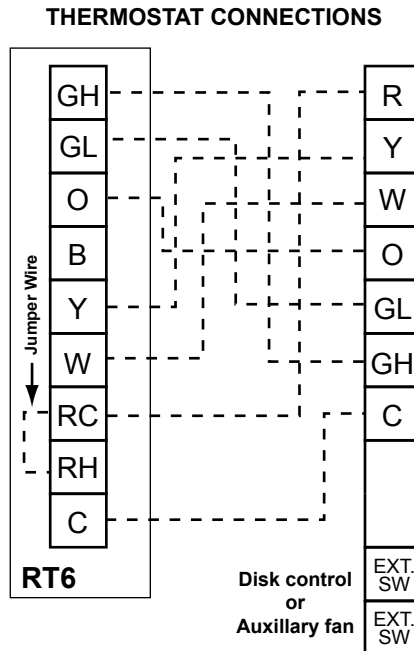 THERMOSTAT CONNECTIONS
GH
GL
O
B
Y
W
RC
RH
C
Jumper Wire
RT6
R
Y
W
O
GL
GH
C
EXT.
SW
EXT.
SW
Disk control
or
Auxillary fan